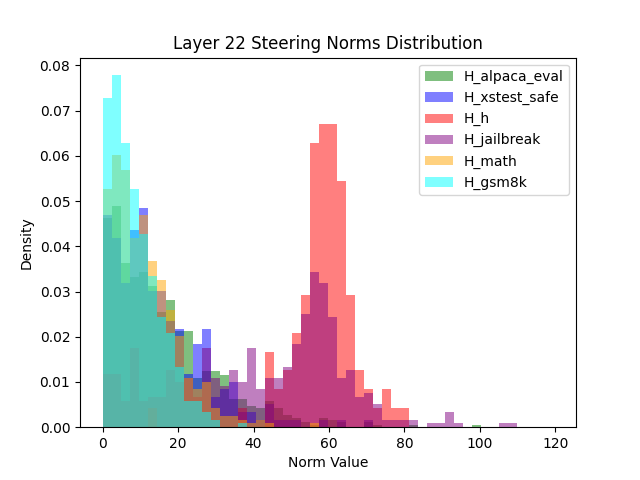 Layer 22 Steering Norms Distribution
H_alpaca_eval
H_xstest_safe
H_h
H_jailbreak
H_math
H_gsm8k
0.08
0.07
0.06
0.05
0.04
0.03
0.02
0.01
0.00
Density
0 20 40 60 80 100 120
Norm Value